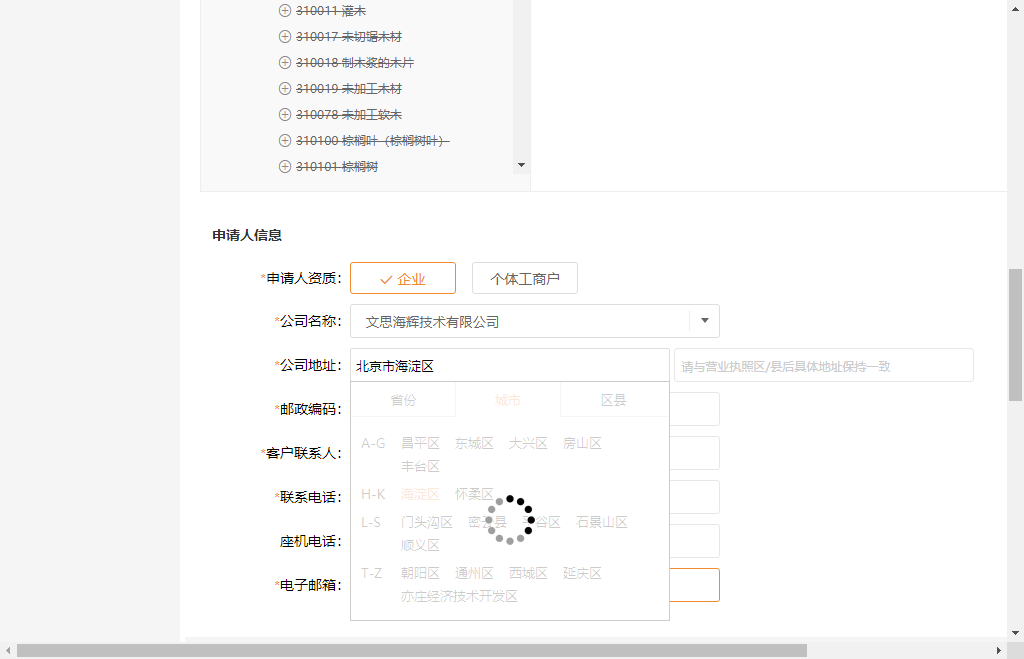 310011 灌木
310017 未切锯木材
310018 制木浆的木片
310019 未加工木材
310078 未加工软木
310100 棕榈叶（棕榈树叶）
310101 棕榈树
申请人信息
*申请人资质： 企业 个体工商户
*公司名称： 文思海辉技术有限公司
*公司地址： 北京市海淀区 请与营业执照区/县后具体地址保持一致
省份 城市 区县
*邮政编码：
A-G 昌平区 东城区 大兴区 房山区
*客户联系人：
丰台区
H-K 海淀区 怀柔区
*联系电话：
L-S 门头沟区 密云县 平谷区 石景山区
座机电话：
顺义区
T-Z 朝阳区 通州区 西城区 延庆区
*电子邮箱：
亦庄经济技术开发区